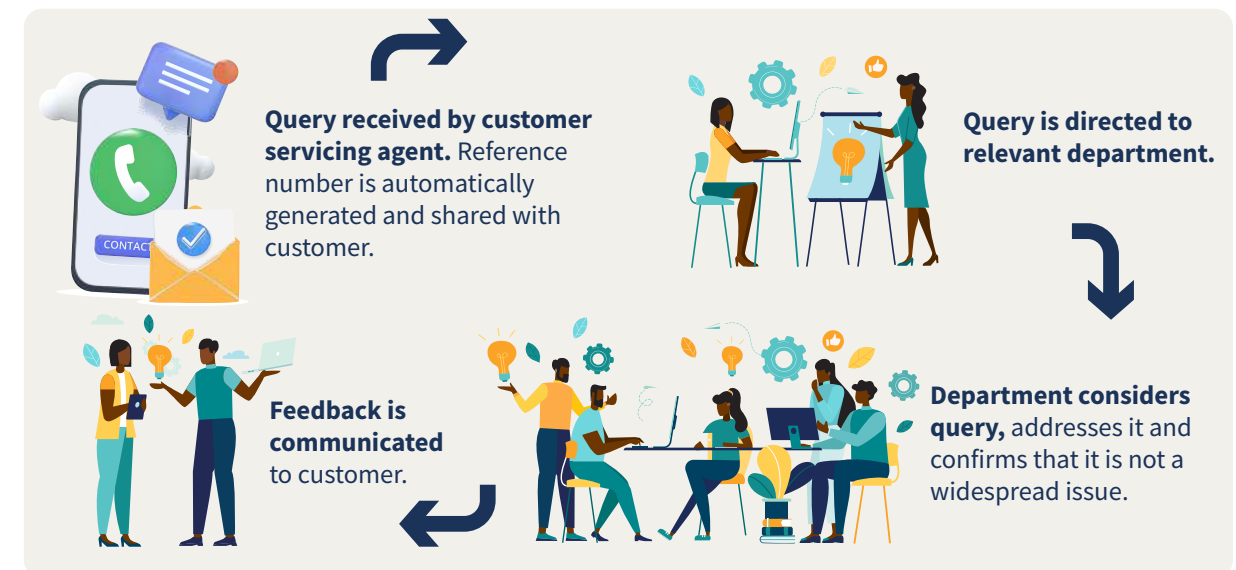 Query received by customer
servicing agent. Reference
number is automatically
generated and shared with
customer.
CONTACT
Query is directed to
relevant department.
Department considers
query, addresses it and
confirms that it is not a
widespread issue.
Feedback is
communicated
to customer.